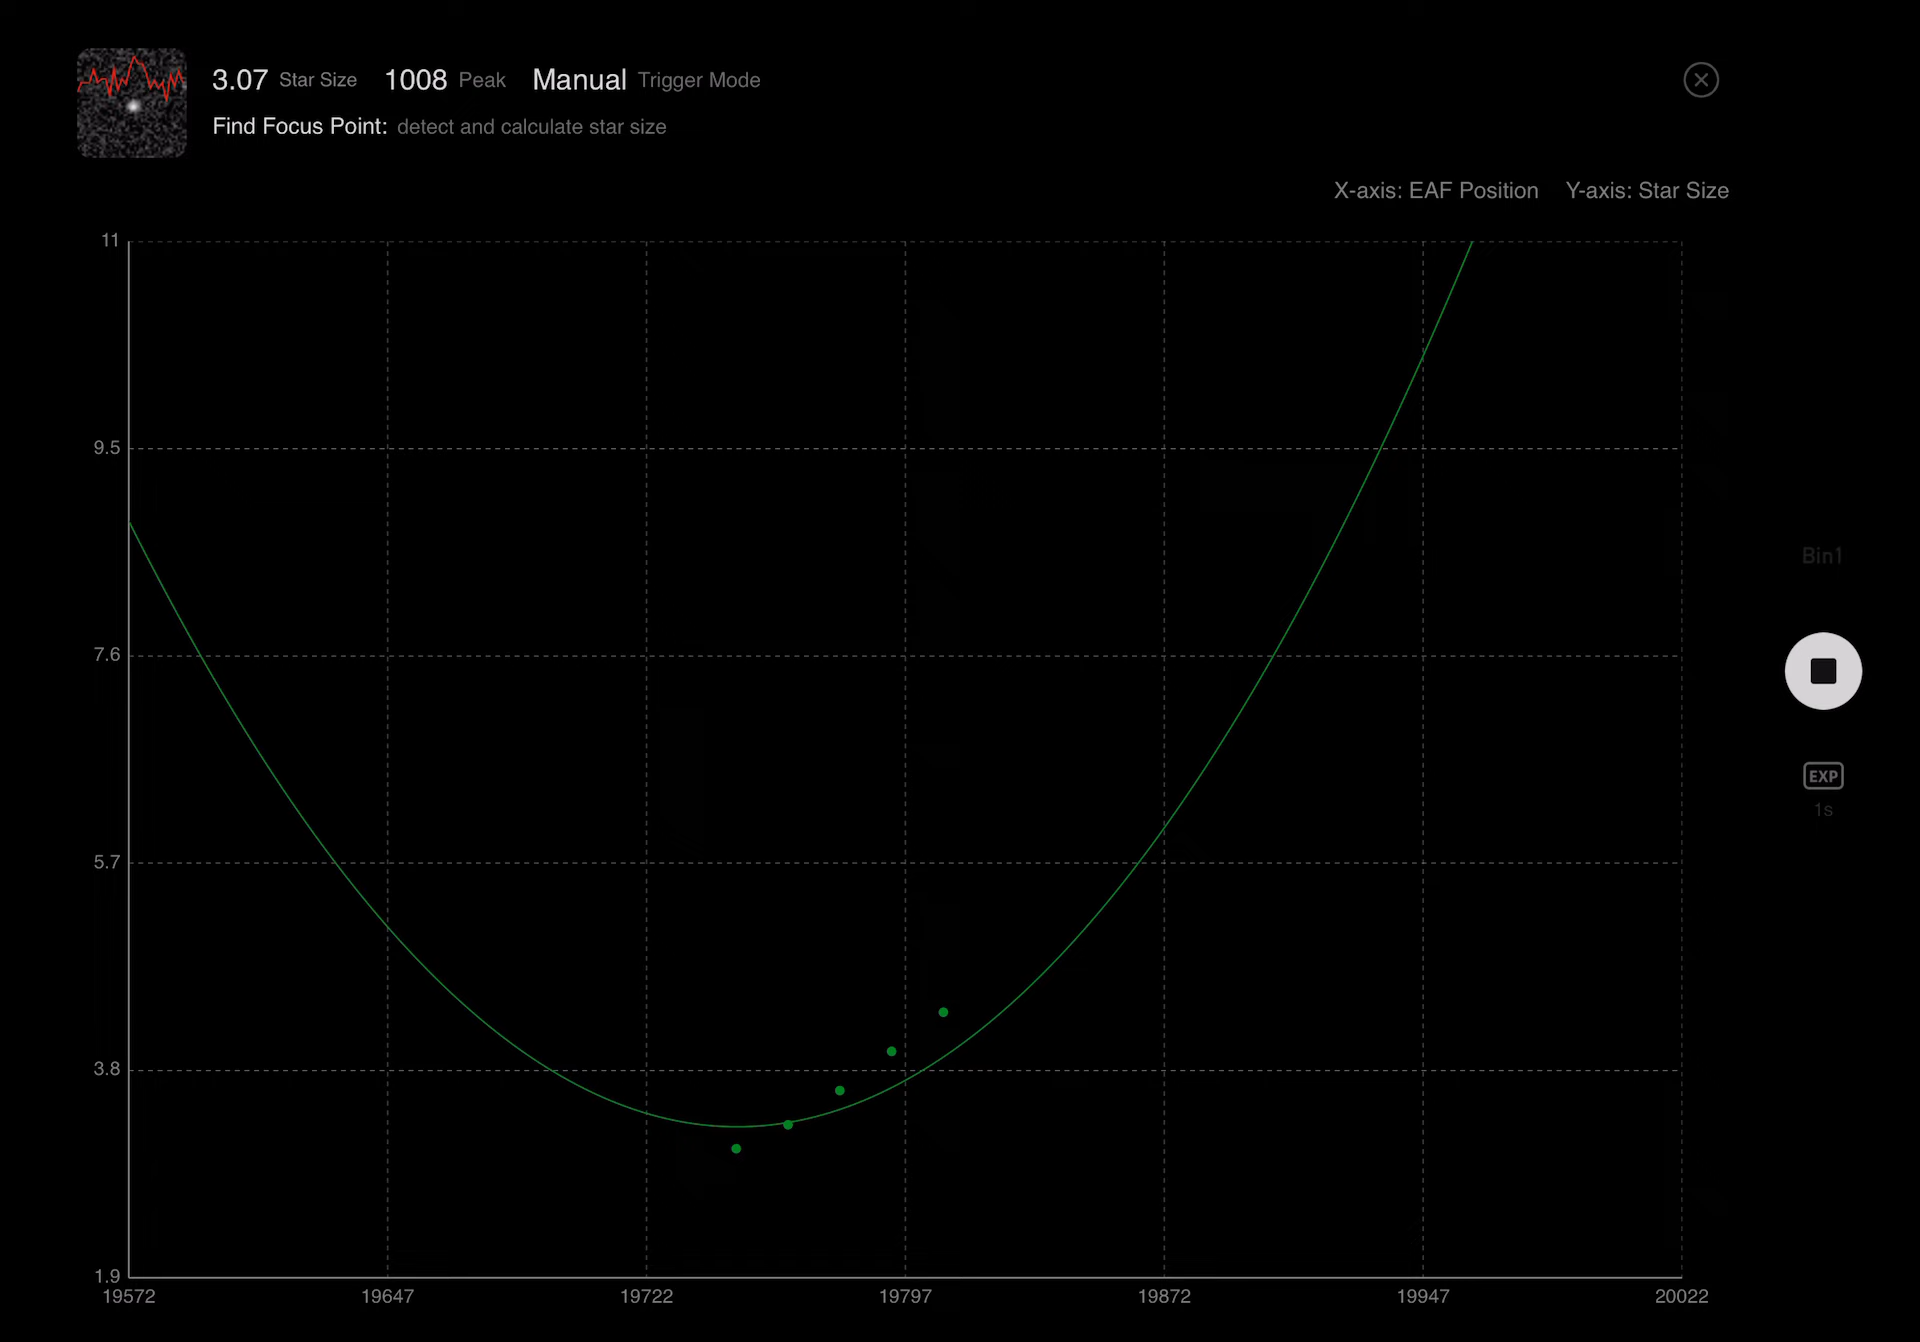 3.07 Star Size 1008 Peak Manual Trigger Mode
Find Focus Point: detect and calculate star size
X-axis: EAF Position Y-axis: Star Size
11
9.5
7.6
5.7
3.8
1.9
19572 19647 19722 19797 19872 19947 20022
Bin1
EXP
1s